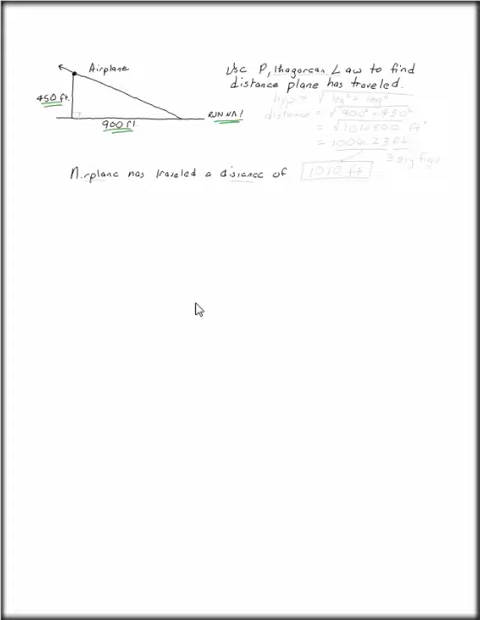 Airplane
450 ft.
900 ft
RUNWAY
Use Pythagorean Law to find
distance plane has traveled.
hyp = √leg² + leg²
distance = √900² + 450²
= √1012500 ft²
= 1006.23 ft
3 sig figs
Airplane has traveled a distance of 1010 ft